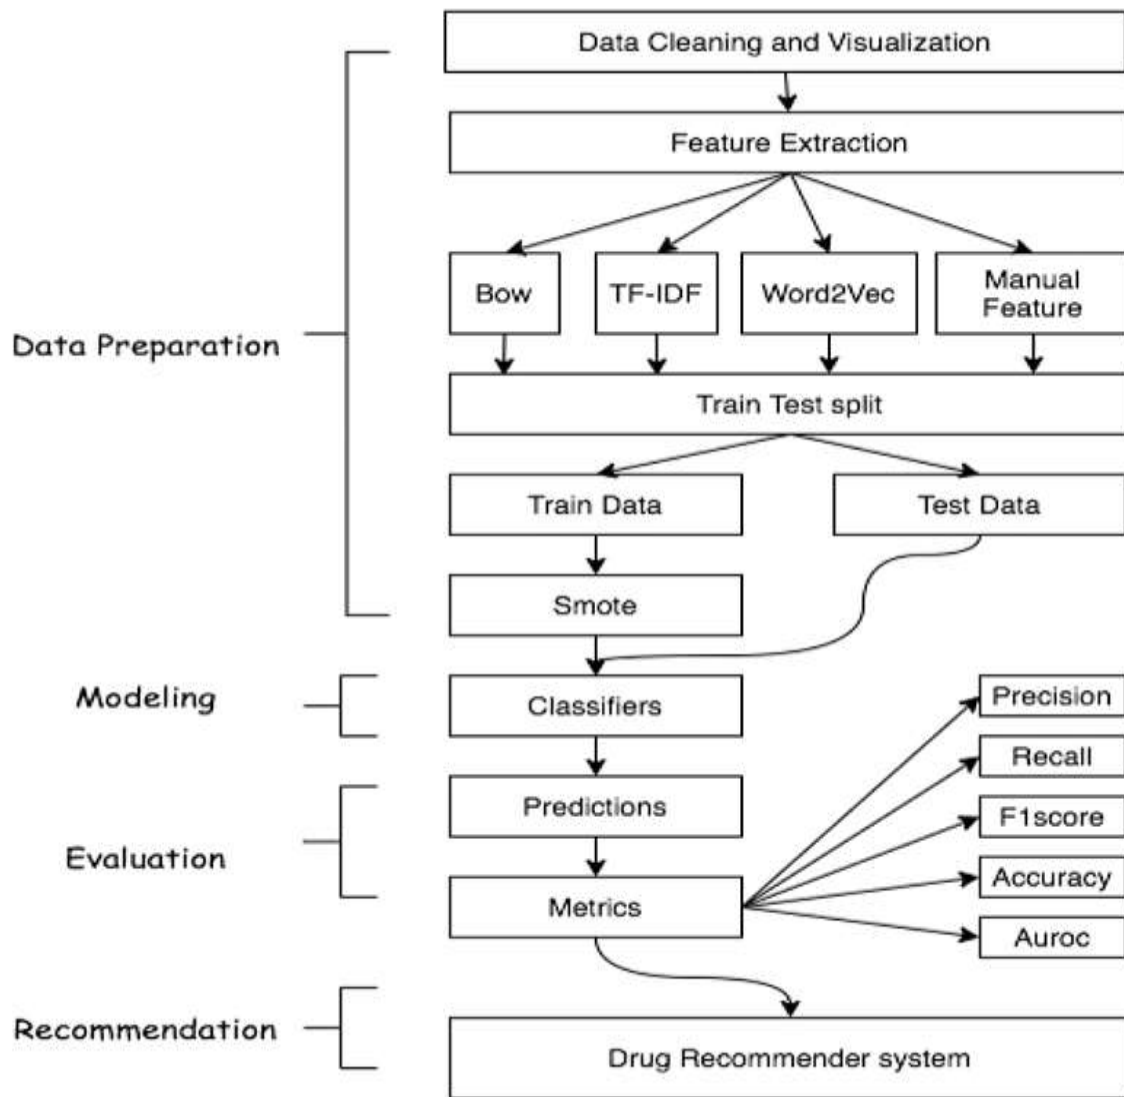 Data Cleaning and Visualization
Feature Extraction
Bow
TF-IDF
Word2Vec
Manual
Feature
Data Preparation
Train Test split
Train Data
Test Data
Smote
Modeling
Classifiers
Precision
Recall
Predictions
F1score
Evaluation
Accuracy
Metrics
Auroc
Recommendation
Drug Recommender system